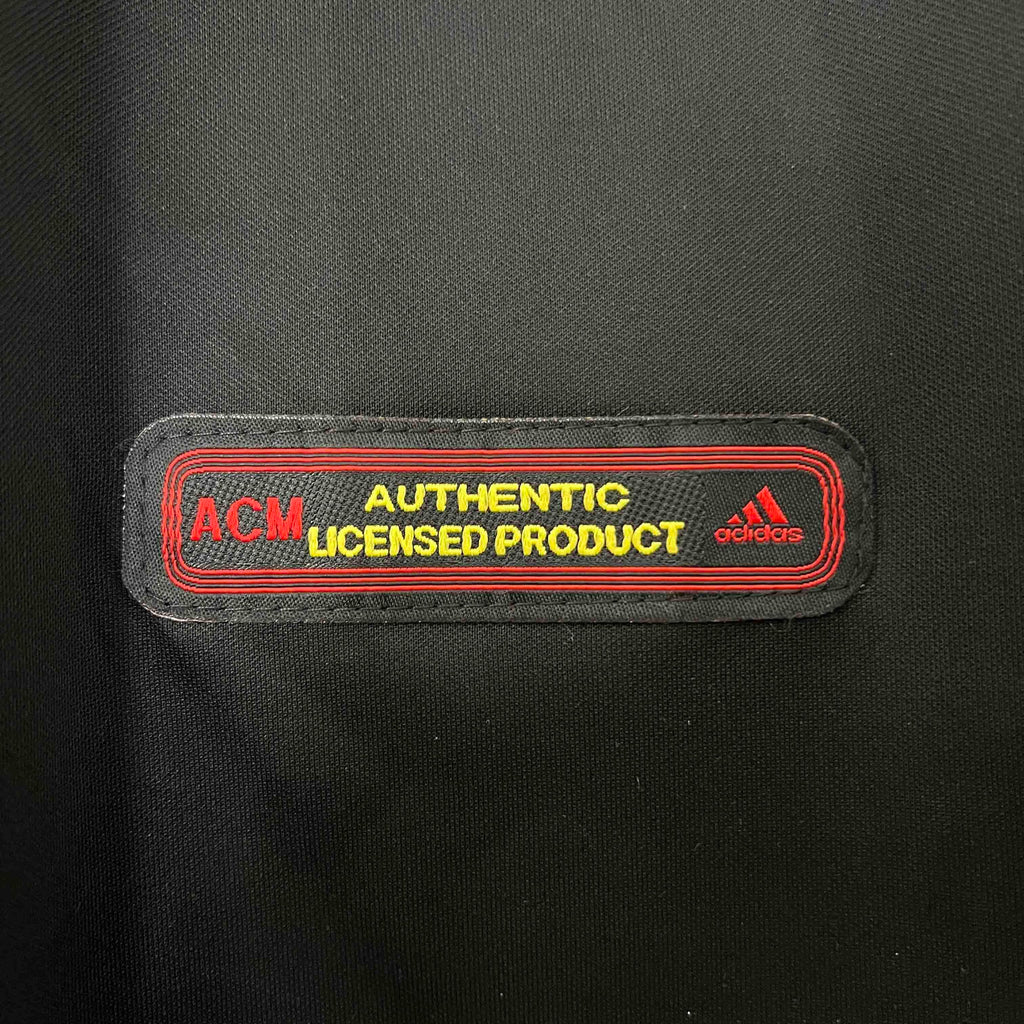 ACM
AUTHENTIC
LICENSED PRODUCT
adidas